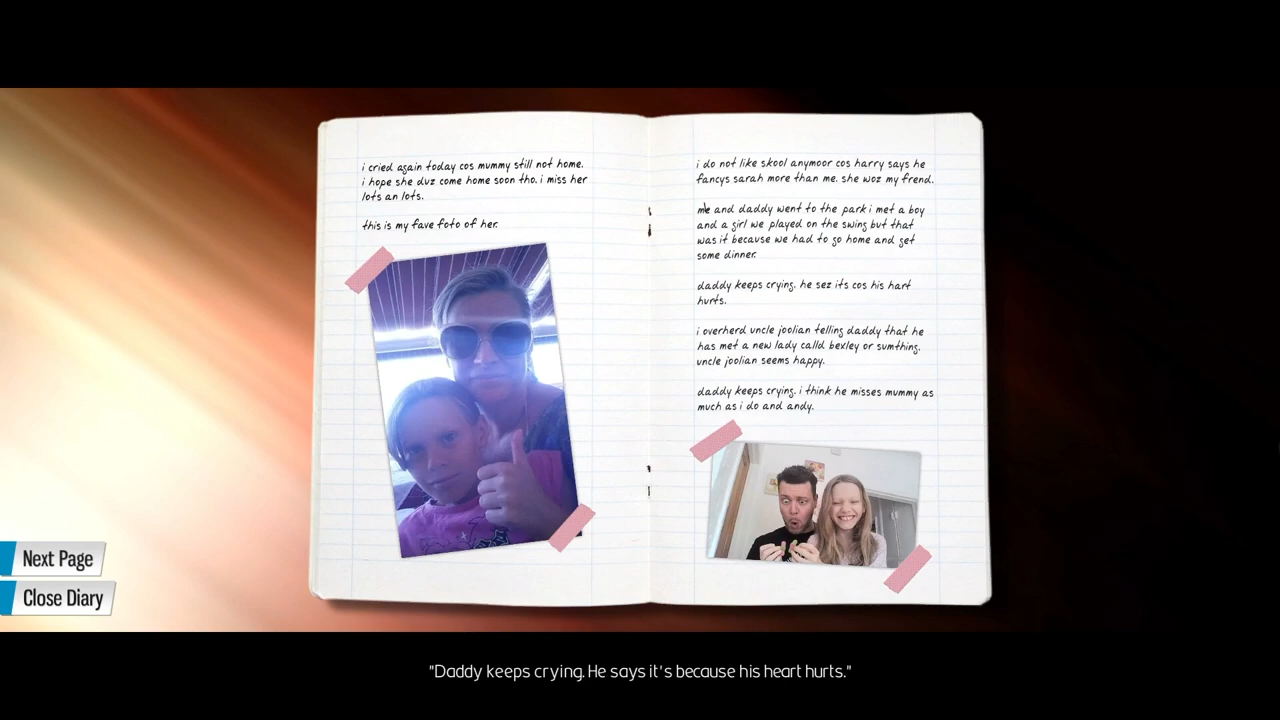 i cried again today cos mummy still not home.
i hope she duz come home soon tho. i miss her
lots an lots.
this is my fave foto of her.
i do not like skool anymoor cos harry says he
fancys sarah more than me. she woz my frend.
me and daddy went to the park i met a boy
and a girl we played on the swing but that
was it because we had to go home and get
some dinner.
daddy keeps crying. he sez its cos his hart
hurts.
i overherd uncle joolian telling daddy that he
has met a new lady calld bexley or sumthing.
uncle joolian seems happy.
daddy keeps crying. i think he misses mummy as
much as i do and andy.
Next Page
Close Diary
"Daddy keeps crying. He says it's because his heart hurts."